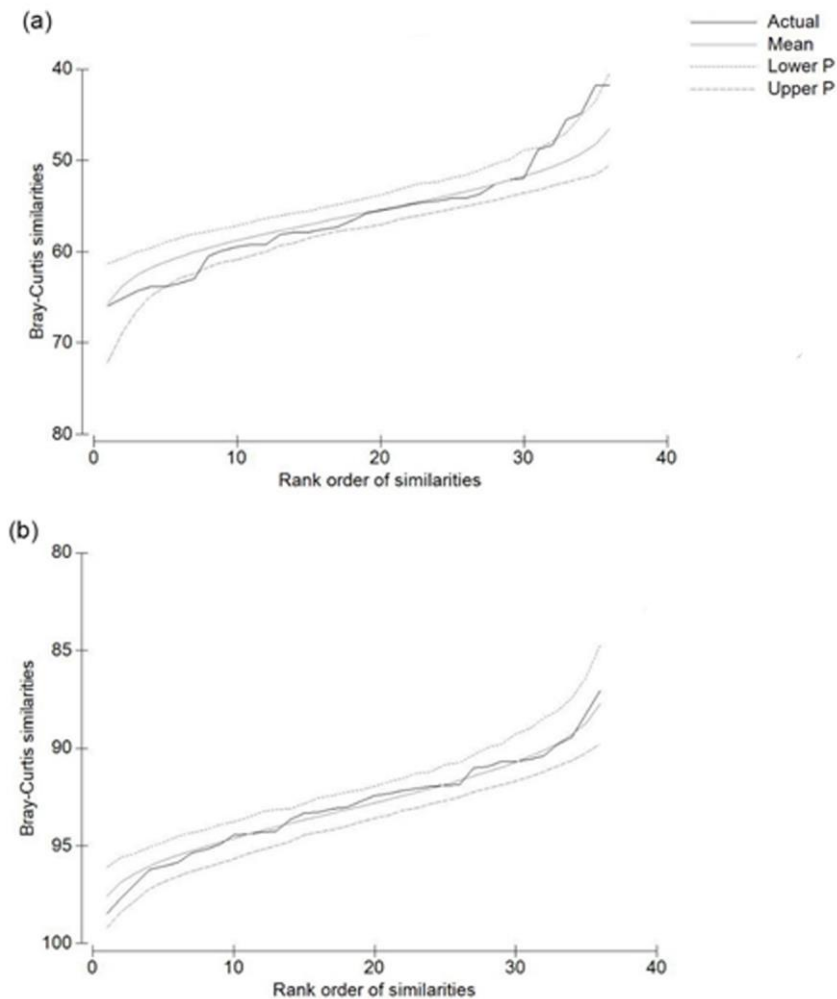 (a)
Actual
Mean
Lower P
Upper P
40
50
60
70
80
Bray-Curtis similarities
0 10 20 30 40
Rank order of similarities
(b)
80
85
90
95
100
Bray-Curtis similarities
0 10 20 30 40
Rank order of similarities